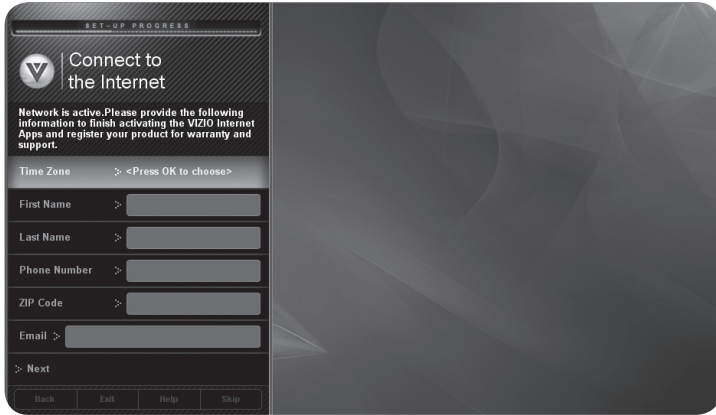 SET-UP PROGRESS
Connect to
the Internet
Network is active.Please provide the following
information to finish activating the VIZIO Internet
Apps and register your product for warranty and
support.
Time Zone <Press OK to choose>
First Name
Last Name
Phone Number
ZIP Code
Email
Next
Back Exit Help Skip